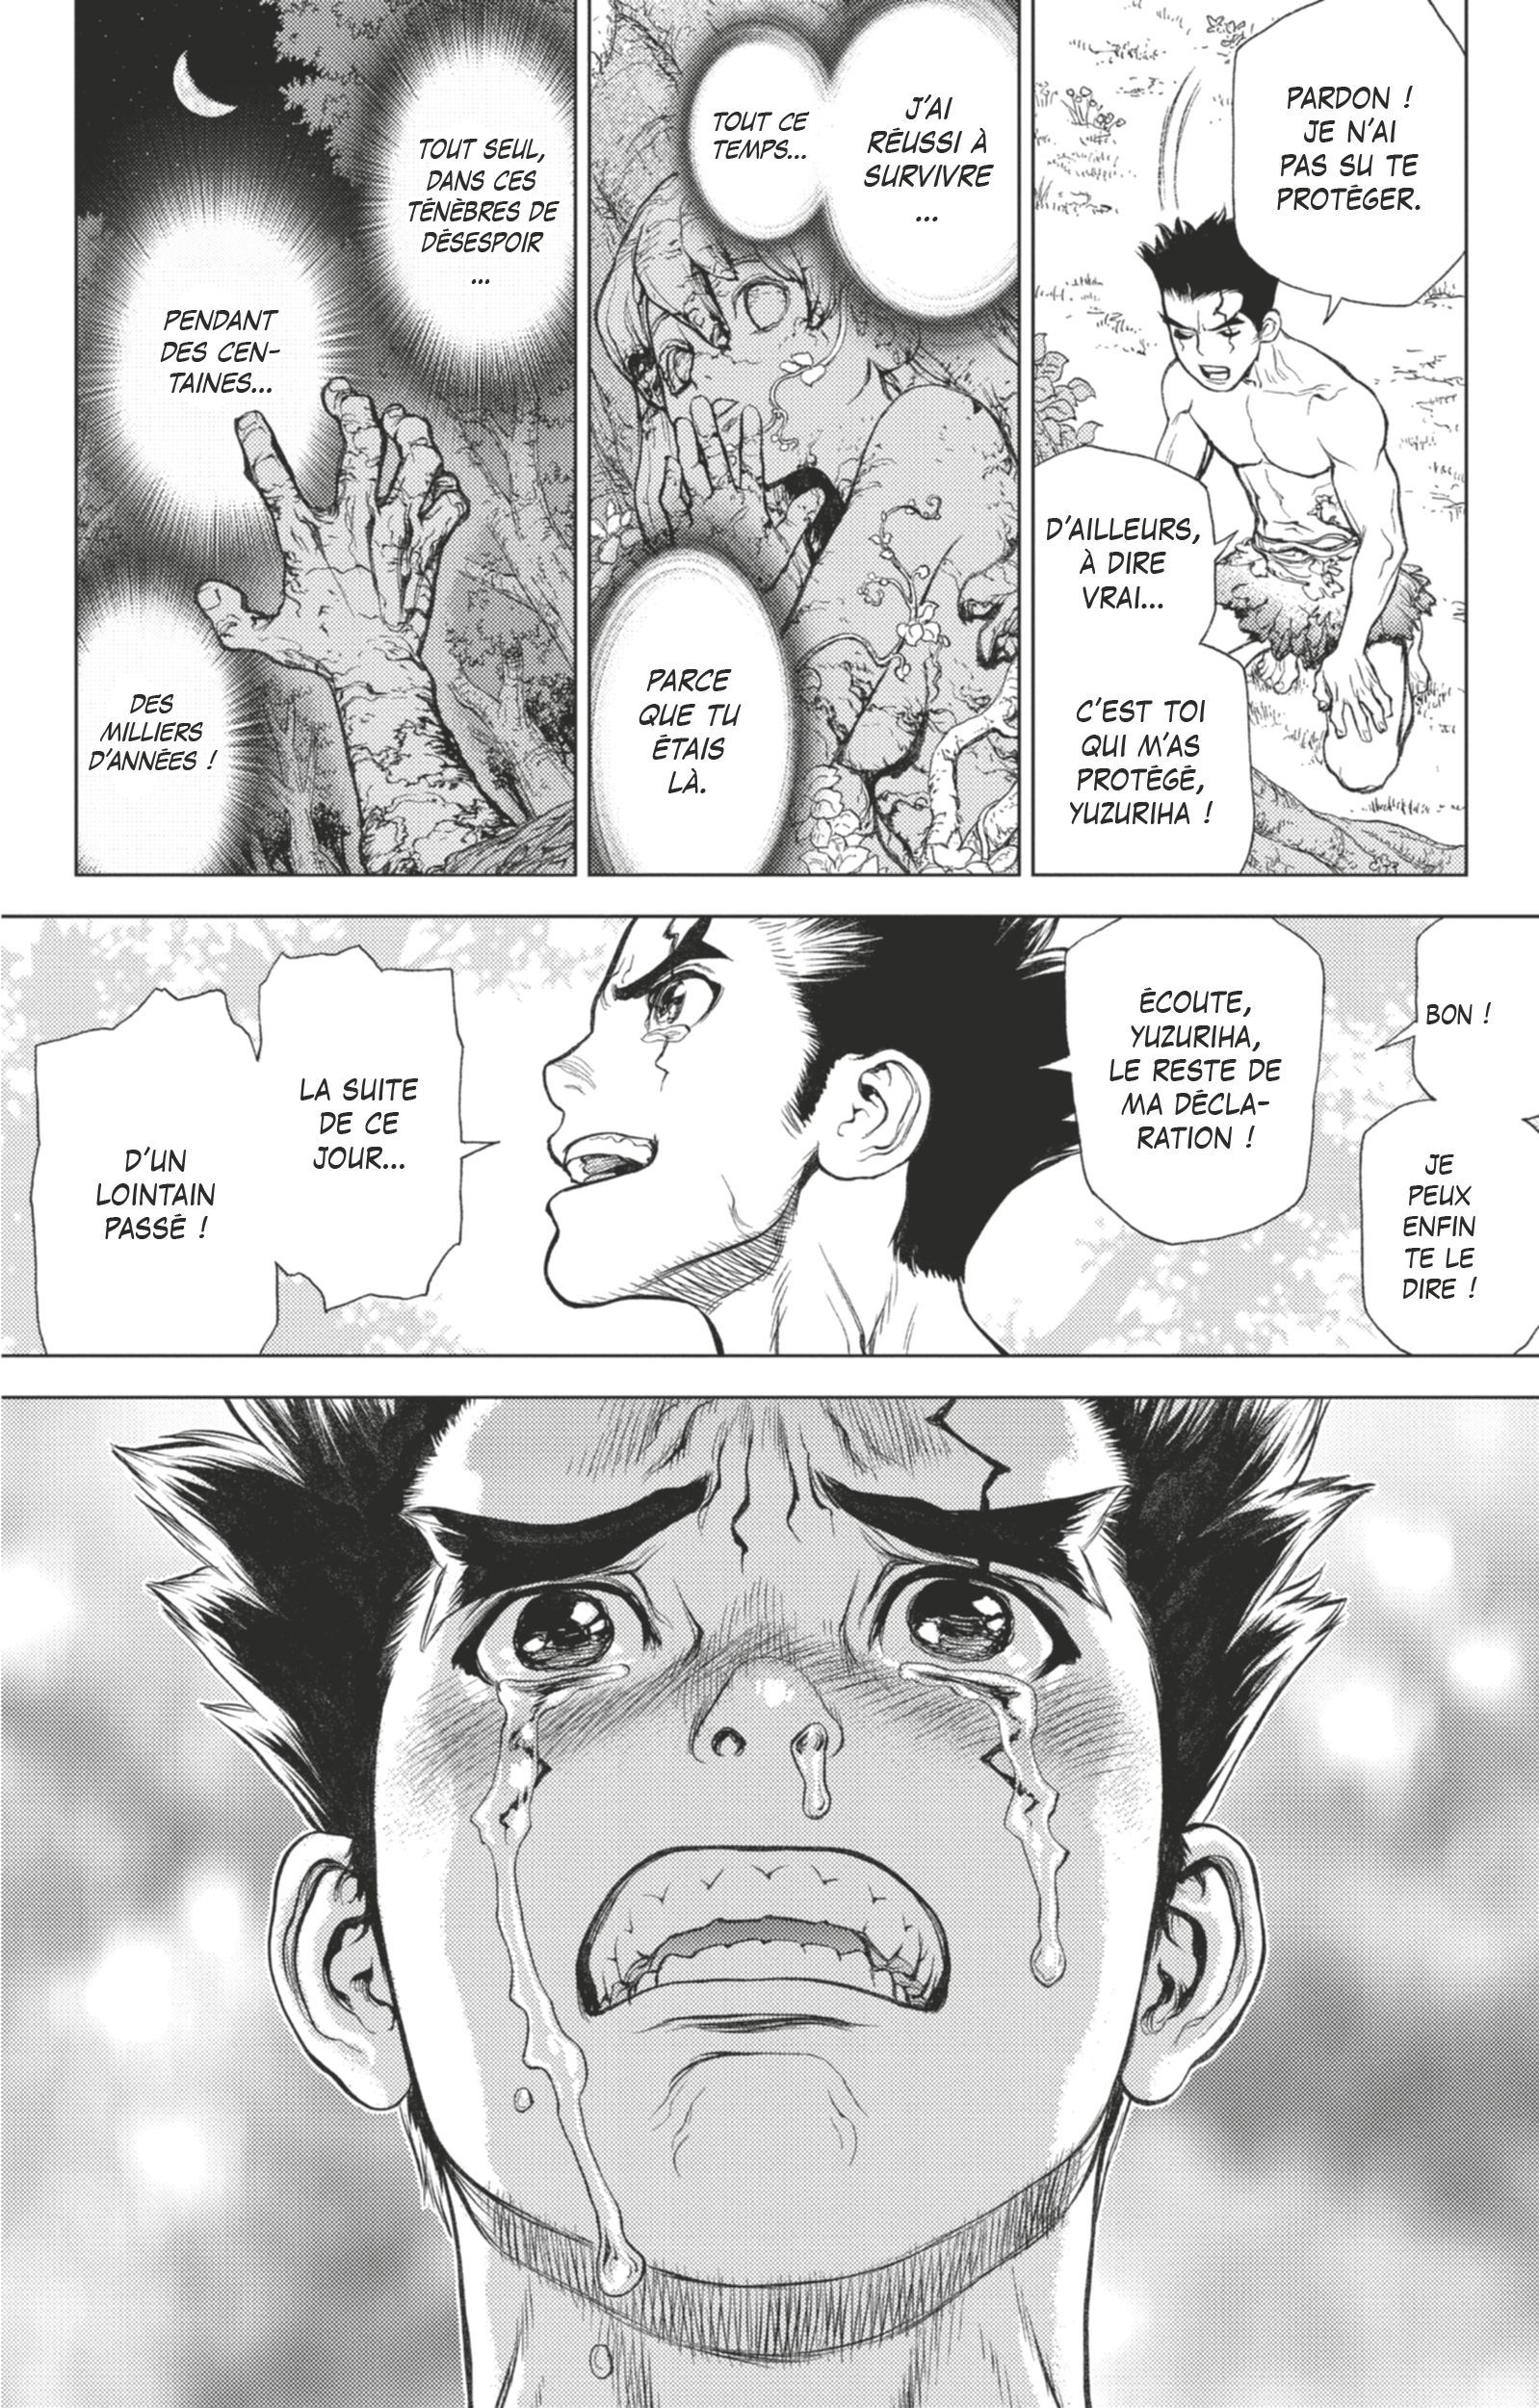 PARDON !
JE N'AI
PAS SU TE
PROTÉGER.
D'AILLEURS,
À DIRE
VRAI...
C'EST TOI
QUI M'AS
PROTÉGÉ,
YUZURIHA !
J'AI
RÉUSSI À
SURVIVRE
...
TOUT CE
TEMPS...
PARCE
QUE TU
ÉTAIS
LÀ.
TOUT SEUL,
DANS CES
TÉNÈBRES DE
DÉSESPOIR
...
PENDANT
DES CEN-
TAINES...
DES
MILLIERS
D'ANNÉES !
BON !
JE
PEUX
ENFIN
TE LE
DIRE !
ÉCOUTE,
YUZURIHA,
LE RESTE DE
MA DÉCLA-
RATION !
LA SUITE
DE CE
JOUR...
D'UN
LOINTAIN
PASSÉ !